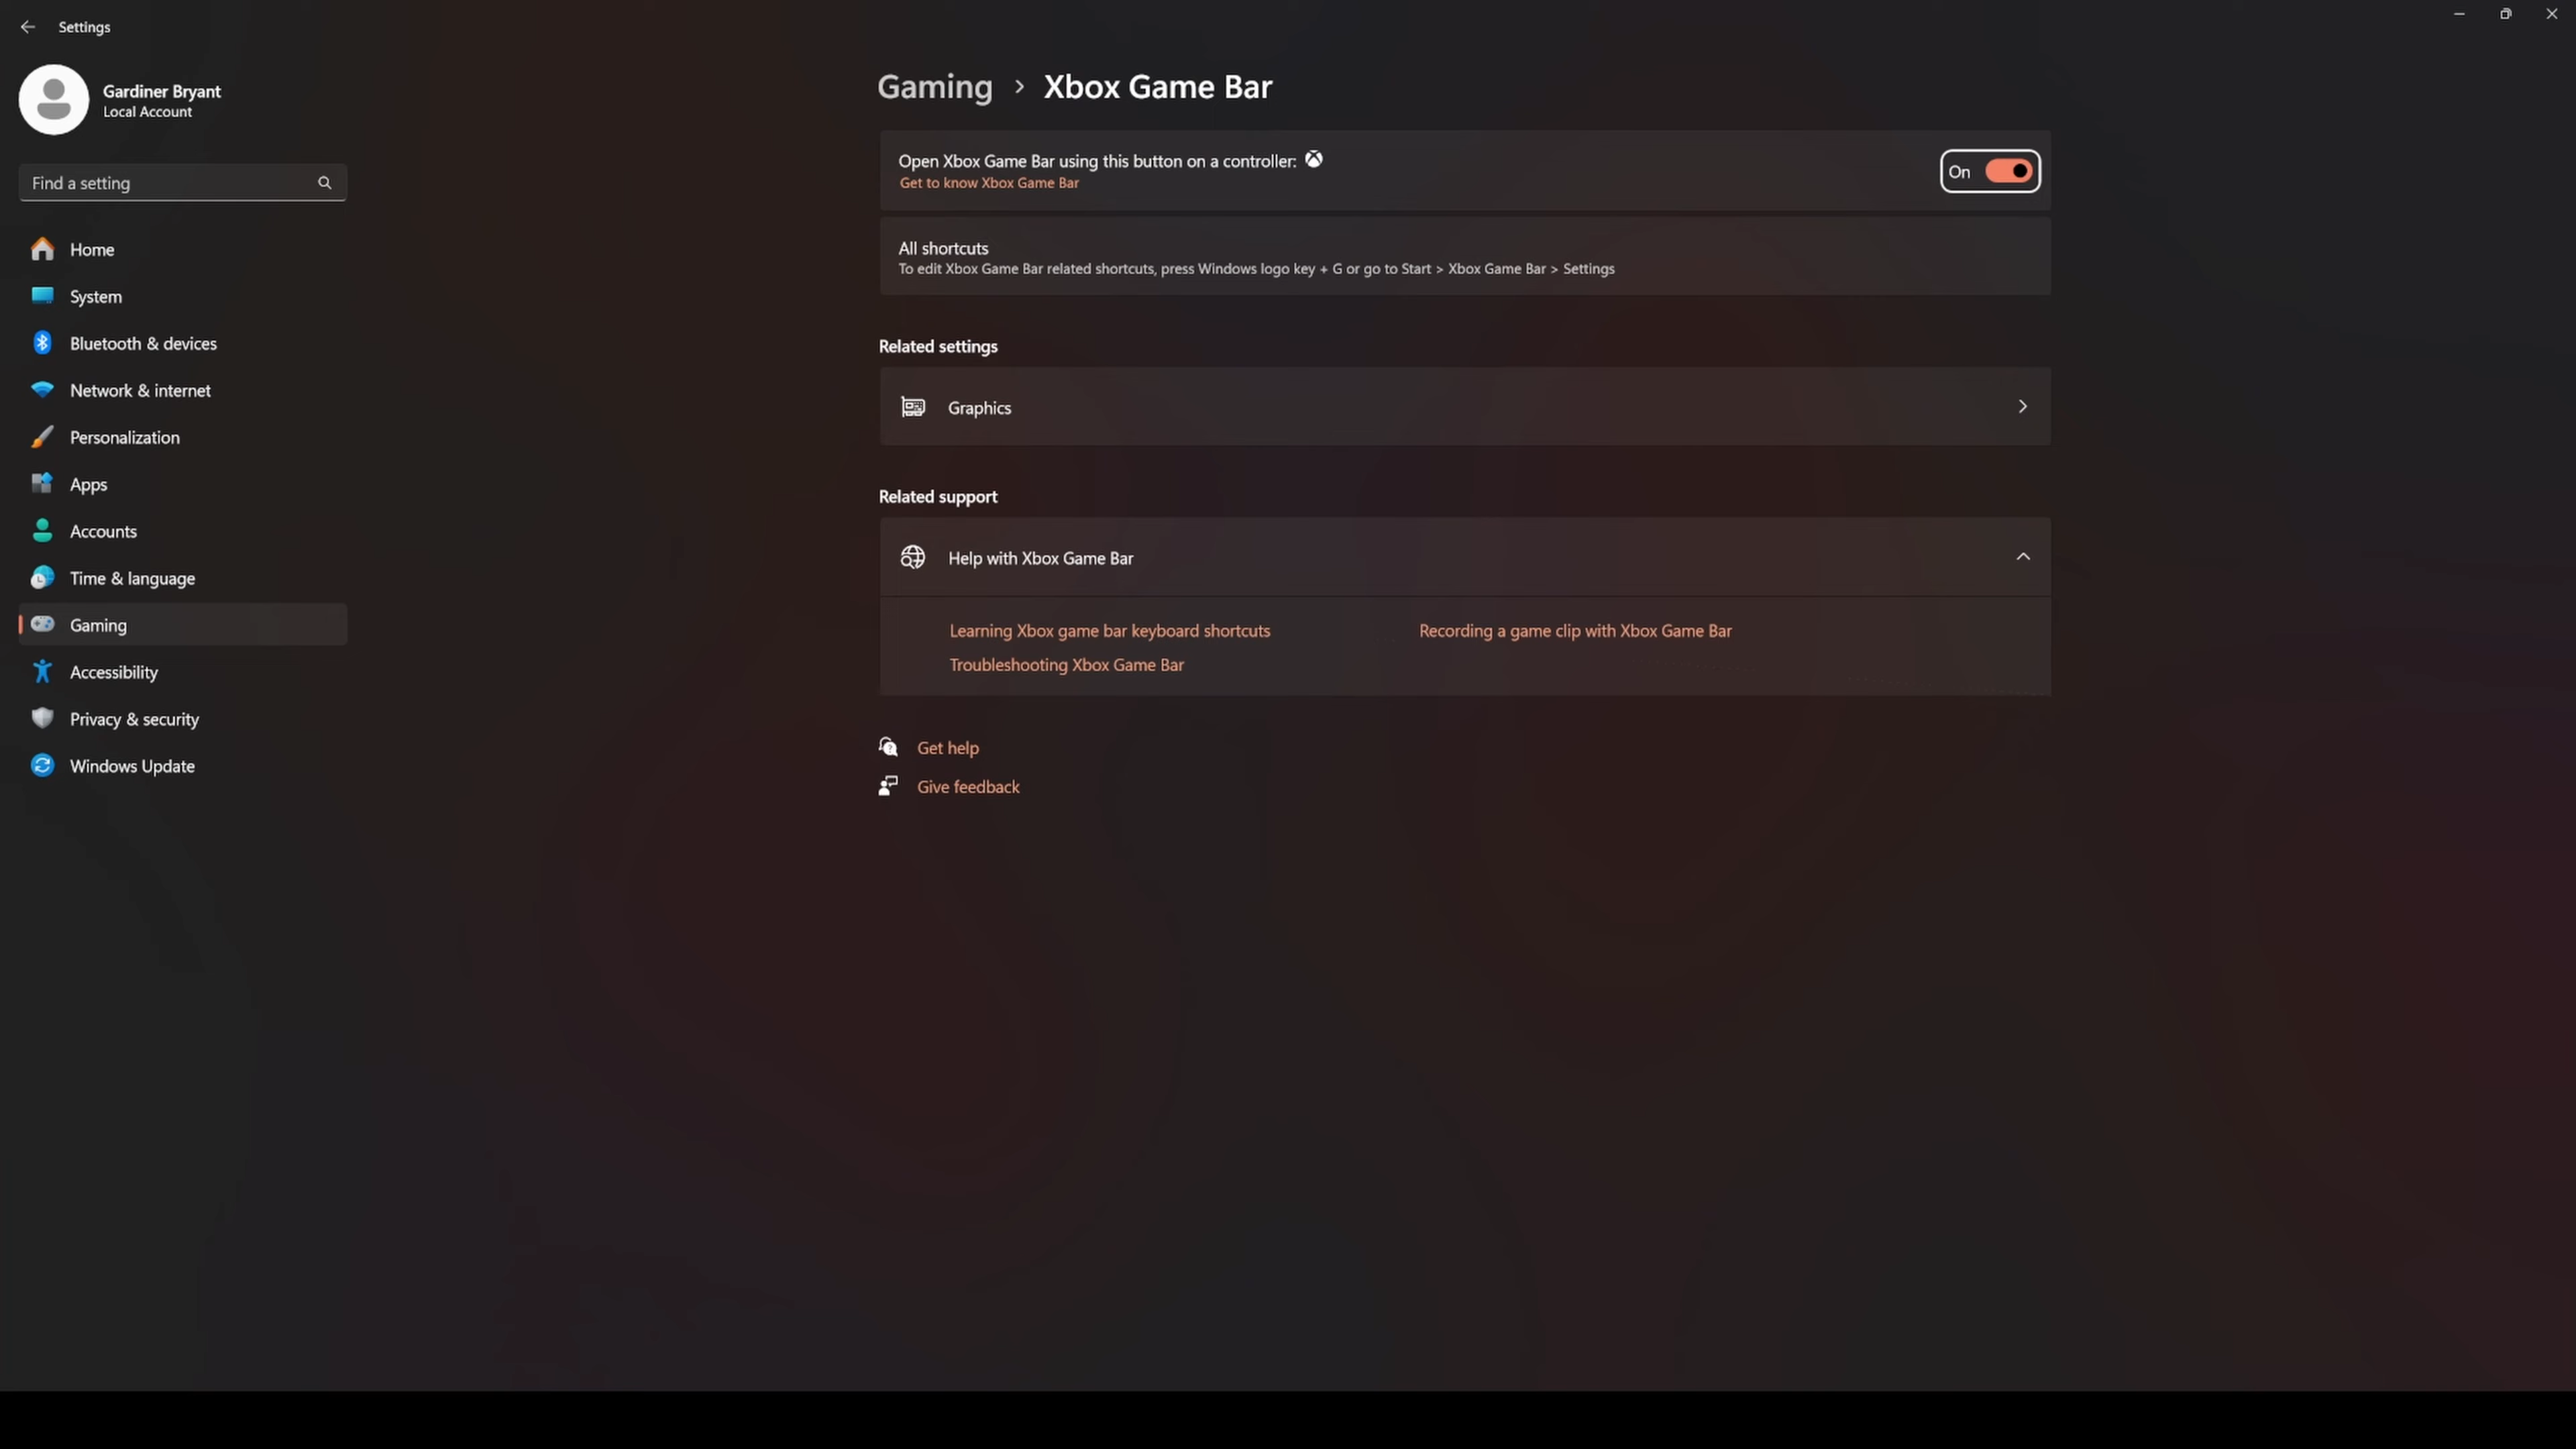 Settings
Gardiner Bryant
Local Account
Find a setting
Home
System
Bluetooth & devices
Network & internet
Personalization
Apps
Accounts
Time & language
Gaming
Accessibility
Privacy & security
Windows Update
Gaming > Xbox Game Bar
Open Xbox Game Bar using this button on a controller:
Get to know Xbox Game Bar
On
All shortcuts
To edit Xbox Game Bar related shortcuts, press Windows logo key + G or go to Start > Xbox Game Bar > Settings
Related settings
Graphics
Related support
Help with Xbox Game Bar
Learning Xbox game bar keyboard shortcuts
Recording a game clip with Xbox Game Bar
Troubleshooting Xbox Game Bar
Get help
Give feedback